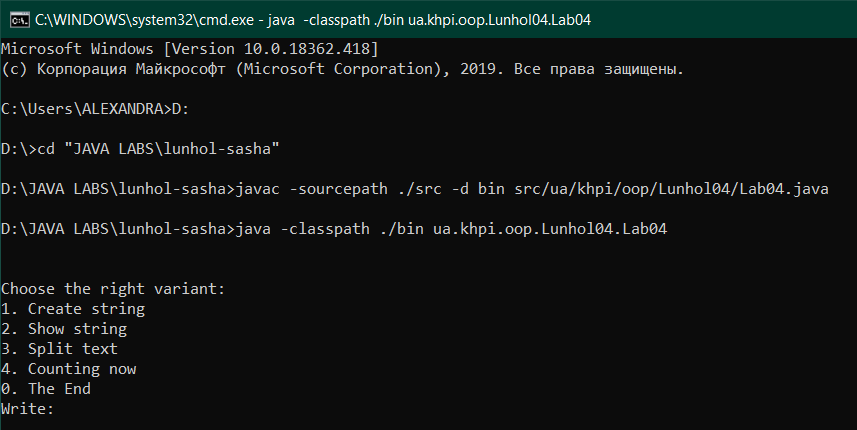 C:\WINDOWS\system32\cmd.exe - java  -classpath ./bin ua.khpi.oop.Lunhol04.Lab04
Microsoft Windows [Version 10.0.18362.418]
(c) Корпорация Майкрософт (Microsoft Corporation), 2019. Все права защищены.
C:\Users\ALEXANDRA>D:
D:\>cd "JAVA LABS\lunhol-sasha"
D:\JAVA LABS\lunhol-sasha>javac -sourcepath ./src -d bin src/ua/khpi/oop/Lunhol04/Lab04.java
D:\JAVA LABS\lunhol-sasha>java -classpath ./bin ua.khpi.oop.Lunhol04.Lab04
Choose the right variant:
1. Create string
2. Show string
3. Split text
4. Counting now
0. The End
Write: